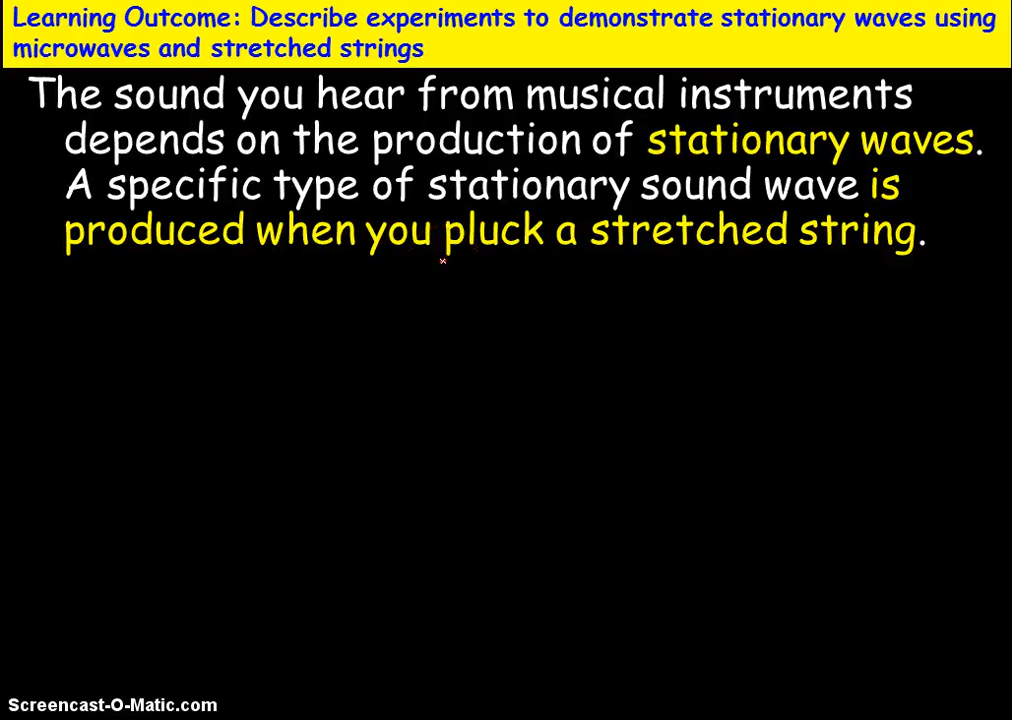 Learning Outcome: Describe experiments to demonstrate stationary waves using
microwaves and stretched strings
The sound you hear from musical instruments
depends on the production of stationary waves.
A specific type of stationary sound wave is
produced when you pluck a stretched string.
Screencast-O-Matic.com